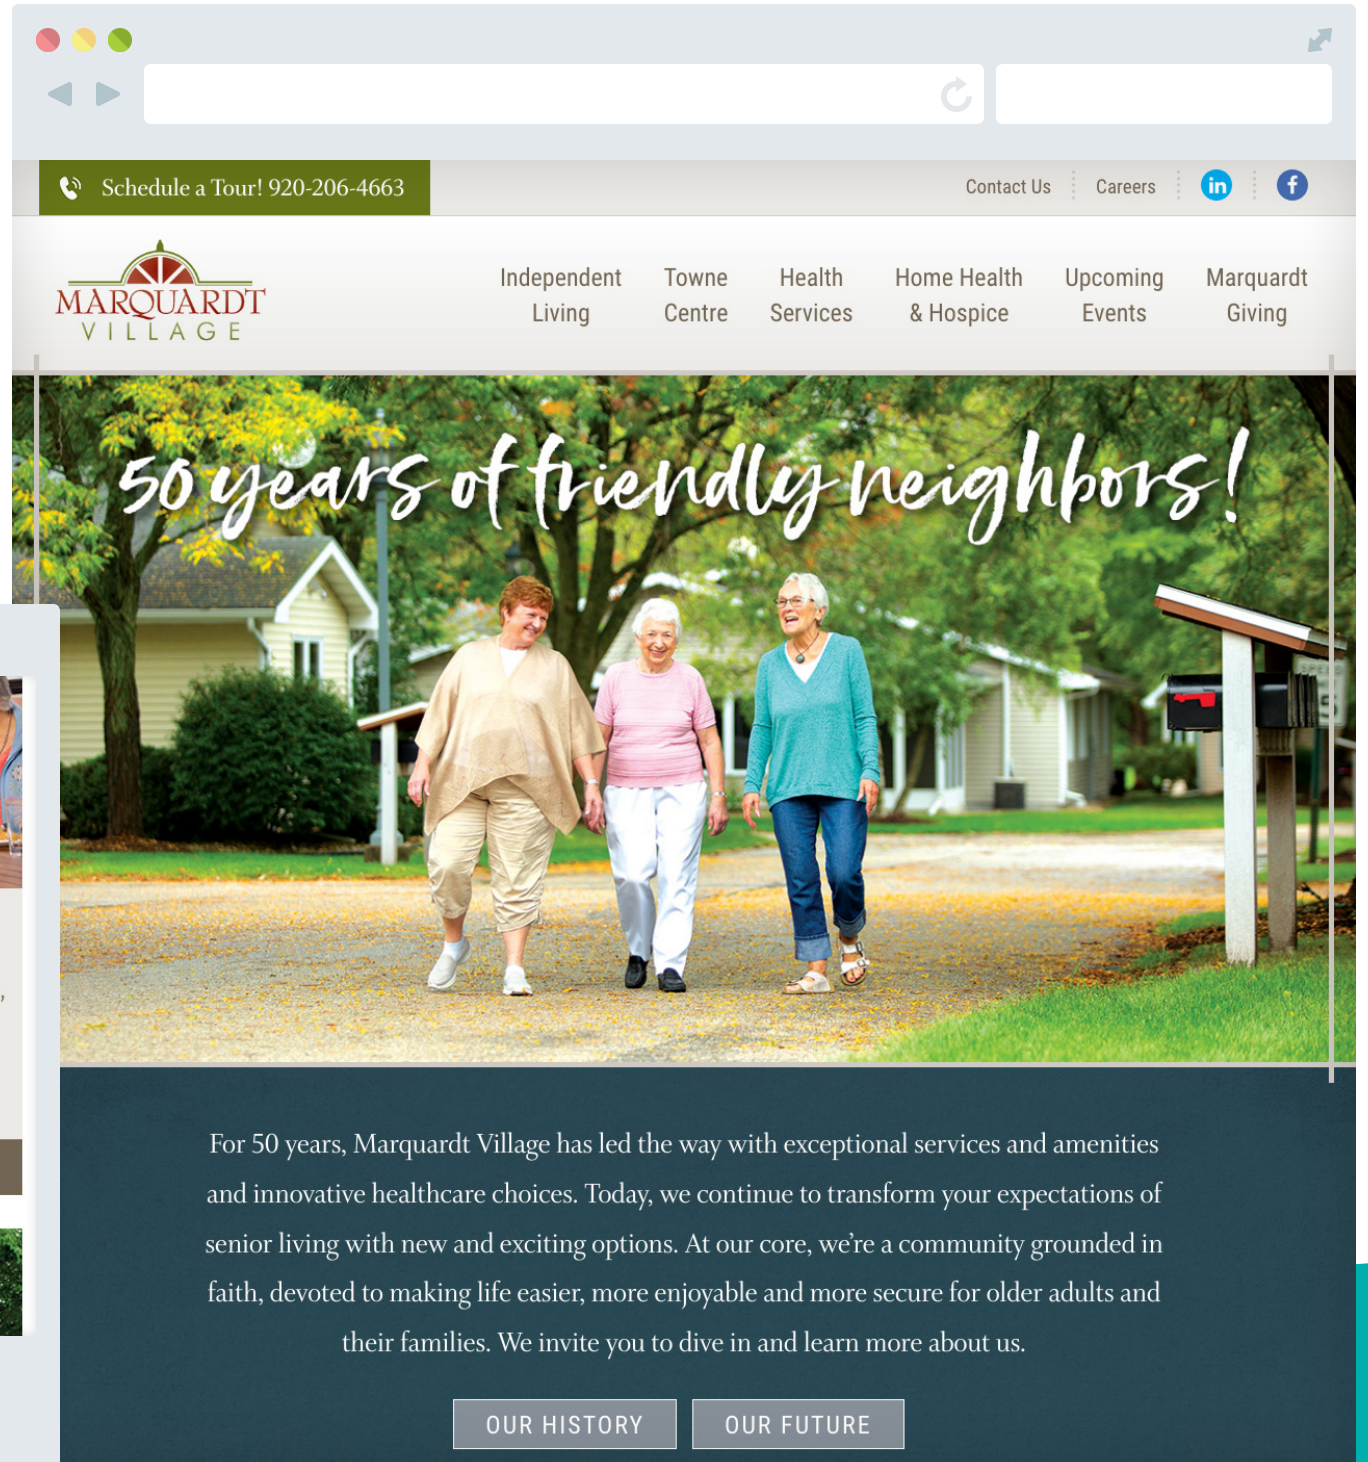 Schedule a Tour! 920-206-4663
Contact Us
Careers
in
f
MARQUARDT
VILLAGE
Independent
Living
Towne
Centre
Health
Services
Home Health
& Hospice
Upcoming
Events
Marquardt
Giving
50 years of friendly neighbors!
For 50 years, Marquardt Village has led the way with exceptional services and amenities
and innovative healthcare choices. Today, we continue to transform your expectations of
senior living with new and exciting options. At our core, we’re a community grounded in
faith, devoted to making life easier, more enjoyable and more secure for older adults and
their families. We invite you to dive in and learn more about us.
OUR HISTORY
OUR FUTURE